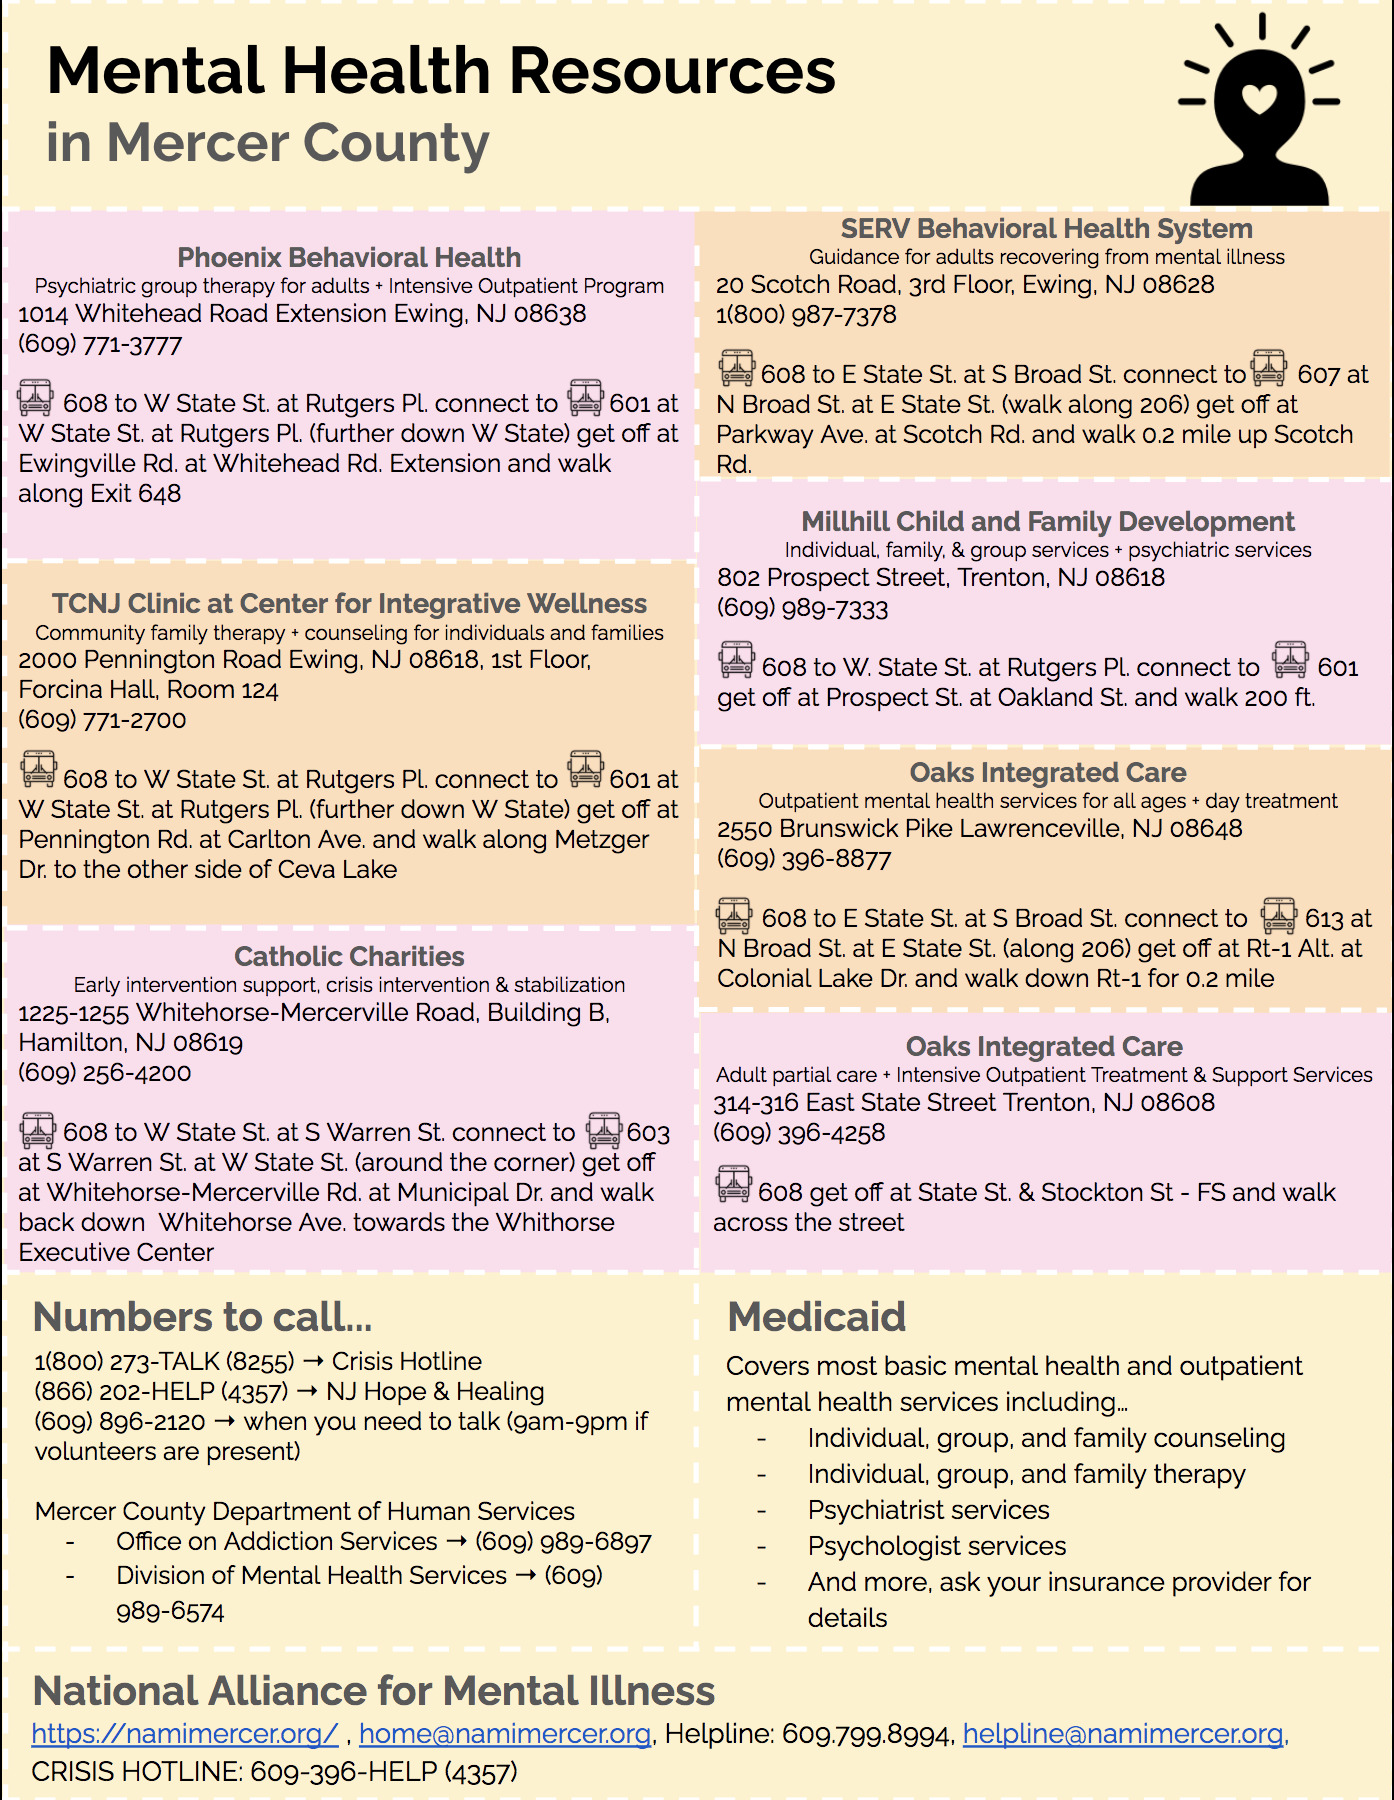 Mental Health Resources
in Mercer County
Phoenix Behavioral Health
Psychiatric group therapy for adults + Intensive Outpatient Program
1014 Whitehead Road Extension Ewing, NJ 08638
(609) 771-3777
608 to W State St. at Rutgers Pl. connect to 601 at
W State St. at Rutgers Pl. (further down W State) get off at
Ewingville Rd. at Whitehead Rd. Extension and walk
along Exit 648
TCNJ Clinic at Center for Integrative Wellness
Community family therapy + counseling for individuals and families
2000 Pennington Road Ewing, NJ 08618, 1st Floor,
Forcina Hall, Room 124
(609) 771-2700
608 to W State St. at Rutgers Pl. connect to 601 at
W State St. at Rutgers Pl. (further down W State) get off at
Pennington Rd. at Carlton Ave. and walk along Metzger
Dr. to the other side of Ceva Lake
Catholic Charities
Early intervention support, crisis intervention & stabilization
1225-1255 Whitehorse-Mercerville Road, Building B,
Hamilton, NJ 08619
(609) 256-4200
608 to W State St. at S Warren St. connect to 603
at S Warren St. at W State St. (around the corner) get off
at Whitehorse-Mercerville Rd. at Municipal Dr. and walk
back down Whitehorse Ave. towards the Whithorse
Executive Center
SERV Behavioral Health System
Guidance for adults recovering from mental illness
20 Scotch Road, 3rd Floor, Ewing, NJ 08628
1(800) 987-7378
608 to E State St. at S Broad St. connect to 607 at
N Broad St. at E State St. (walk along 206) get off at
Parkway Ave. at Scotch Rd. and walk 0.2 mile up Scotch
Rd.
Millhill Child and Family Development
Individual, family, & group services + psychiatric services
802 Prospect Street, Trenton, NJ 08618
(609) 989-7333
608 to W. State St. at Rutgers Pl. connect to 601
get off at Prospect St. at Oakland St. and walk 200 ft.
Oaks Integrated Care
Outpatient mental health services for all ages + day treatment
2550 Brunswick Pike Lawrenceville, NJ 08648
(609) 396-8877
608 to E State St. at S Broad St. connect to 613 at
N Broad St. at E State St. (along 206) get off at Rt-1 Alt. at
Colonial Lake Dr. and walk down Rt-1 for 0.2 mile
Oaks Integrated Care
Adult partial care + Intensive Outpatient Treatment & Support Services
314-316 East State Street Trenton, NJ 08608
(609) 396-4258
608 get off at State St. & Stockton St - FS and walk
across the street
Numbers to call...
1(800) 273-TALK (8255) → Crisis Hotline
(866) 202-HELP (4357) → NJ Hope & Healing
(609) 896-2120 → when you need to talk (9am-9pm if
volunteers are present)
Mercer County Department of Human Services
- Office on Addiction Services → (609) 989-6897
- Division of Mental Health Services → (609)
989-6574
Medicaid
Covers most basic mental health and outpatient
mental health services including...
- Individual, group, and family counseling
- Individual, group, and family therapy
- Psychiatrist services
- Psychologist services
- And more, ask your insurance provider for
details
National Alliance for Mental Illness
https://namimercer.org/ , home@namimercer.org, Helpline: 609.799.8994, helpline@namimercer.org,
CRISIS HOTLINE: 609-396-HELP (4357)